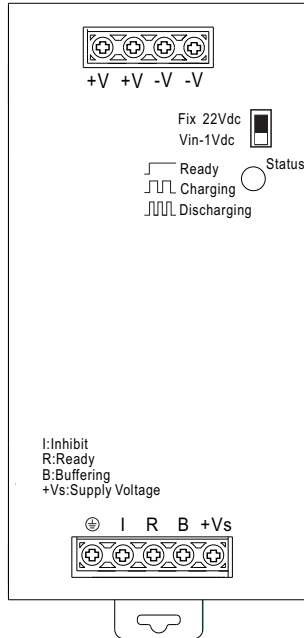 +V +V -V -V
Fix 22Vdc
Vin-1Vdc
Status
Ready
Charging
Discharging
I:Inhibit
R:Ready
B:Buffering
+Vs:Supply Voltage
I R B +Vs